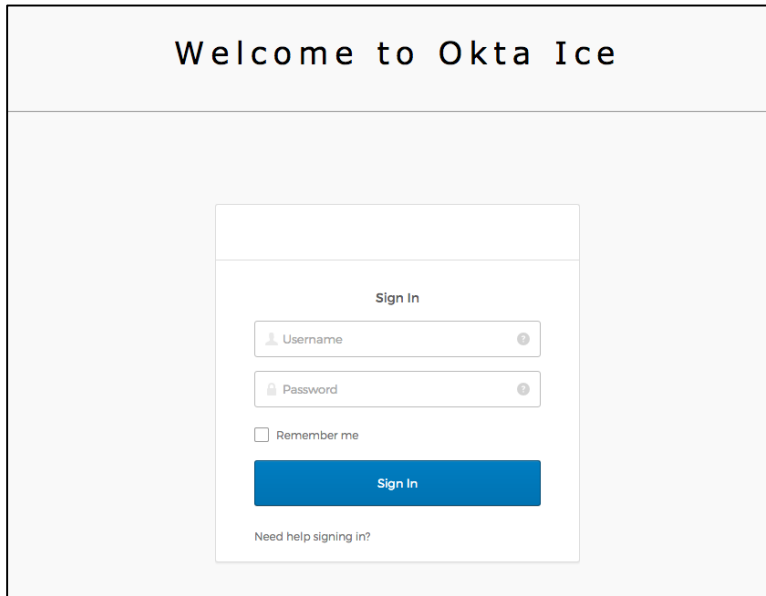 Welcome to Okta Ice
Sign In
Username ?
Password ?
Remember me
Sign In
Need help signing in?